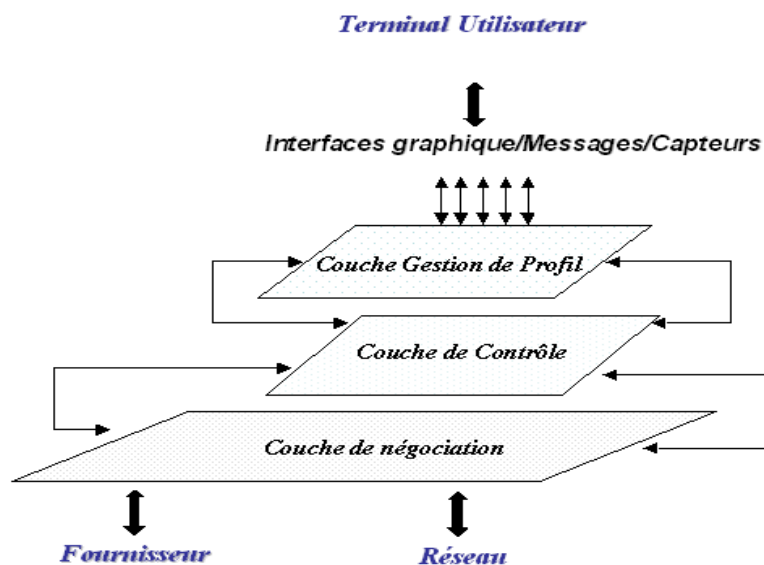 Terminal Utilisateur
Interfaces graphique/Messages/Capteurs
Couche Gestion de Profil
Couche de Contrôle
Couche de négociation
Fournisseur
Réseau